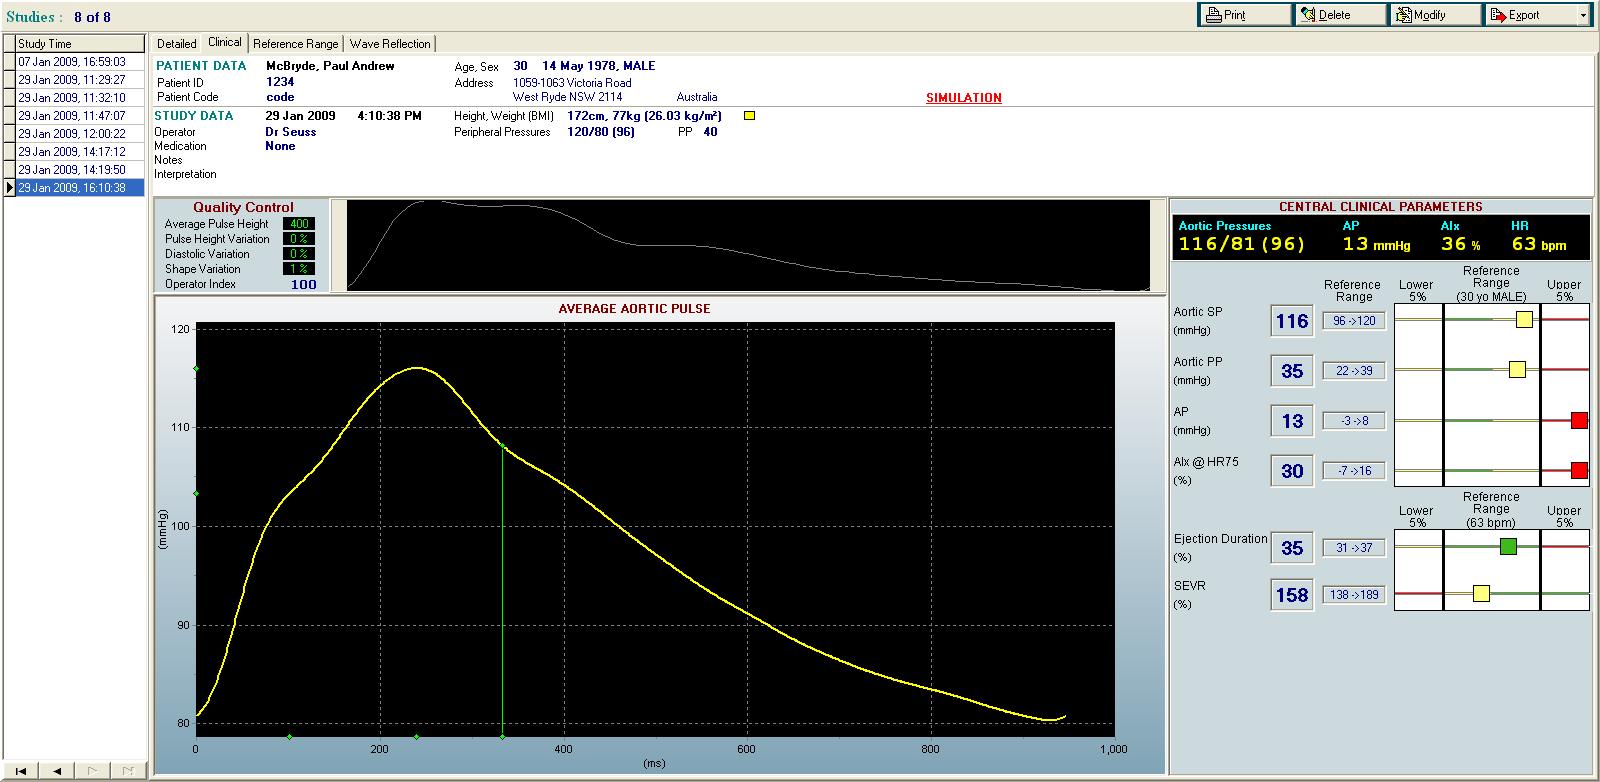 Studies : 8 of 8
Print Delete Modify Export
Study Time
07 Jan 2009, 16:59:03
29 Jan 2009, 11:29:27
29 Jan 2009, 11:32:10
29 Jan 2009, 11:47:07
29 Jan 2009, 12:00:22
29 Jan 2009, 14:17:12
29 Jan 2009, 14:19:50
29 Jan 2009, 16:10:38
Detailed Clinical Reference Range Wave Reflection
PATIENT DATA McBryde, Paul Andrew Age, Sex 30 14 May 1978, MALE
Patient ID 1234 Address 1059-1063 Victoria Road
Patient Code code West Ryde NSW 2114 Australia SIMULATION
STUDY DATA 29 Jan 2009 4:10:38 PM Height, Weight (BMI) 172cm, 77kg (26.03 kg/m²)
Operator Dr Seuss Peripheral Pressures 120/80 (96) PP 40
Medication None
Notes
Interpretation
Quality Control
Average Pulse Height 400
Pulse Height Variation 0 %
Diastolic Variation 0 %
Shape Variation 1 %
Operator Index 100
AVERAGE AORTIC PULSE
120
110
100
90
80
(mmHg)
0 200 400 600 800 1,000
(ms)
CENTRAL CLINICAL PARAMETERS
Aortic Pressures AP AIx HR
116/81 (96) 13 mmHg 36 % 63 bpm
Reference Range Lower 5% Reference Range (30 yo MALE) Upper 5%
Aortic SP (mmHg) 116 96 ->120
Aortic PP (mmHg) 35 22 ->39
AP (mmHg) 13 -3 ->8
AIx @ HR75 (%) 30 -7 ->16
Lower 5% Reference Range (63 bpm) Upper 5%
Ejection Duration (%) 35 31 ->37
SEVR (%) 158 138 ->189